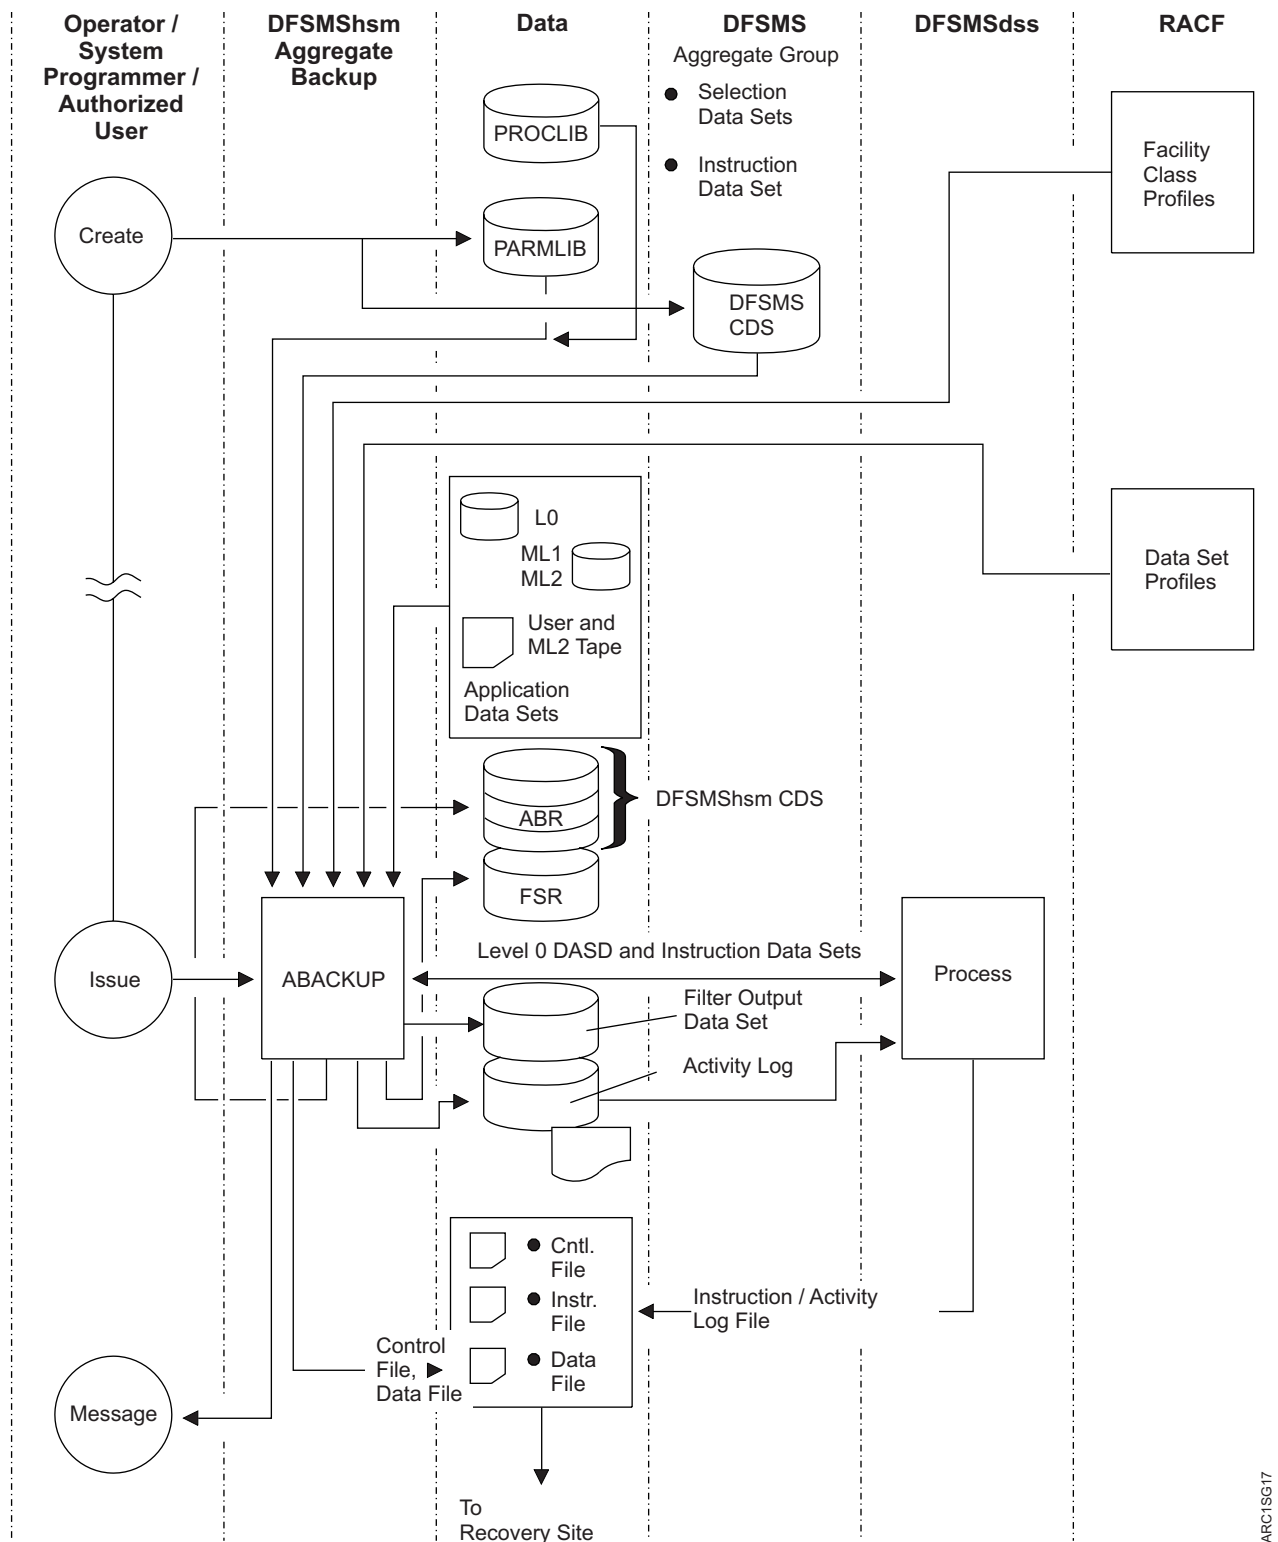 Operator /
System
Programmer /
Authorized
User
DFSMShsm
Aggregate
Backup
Data
DFSMS
Aggregate Group
● Selection
Data Sets
● Instruction
Data Set
DFSMSdss
RACF
PROCLIB
Facility
Class
Profiles
Create
PARMLIB
DFSMS
CDS
L0
ML1
ML2
User and
ML2 Tape
Application
Data Sets
Data Set
Profiles
ABR
DFSMShsm CDS
FSR
Level 0 DASD and Instruction Data Sets
Issue
ABACKUP
Process
Filter Output
Data Set
Activity Log
● Cntl.
File
● Instr.
File
● Data
File
Instruction / Activity
Log File
Control
File,
Data File
Message
To
Recovery Site
ARC1SG17